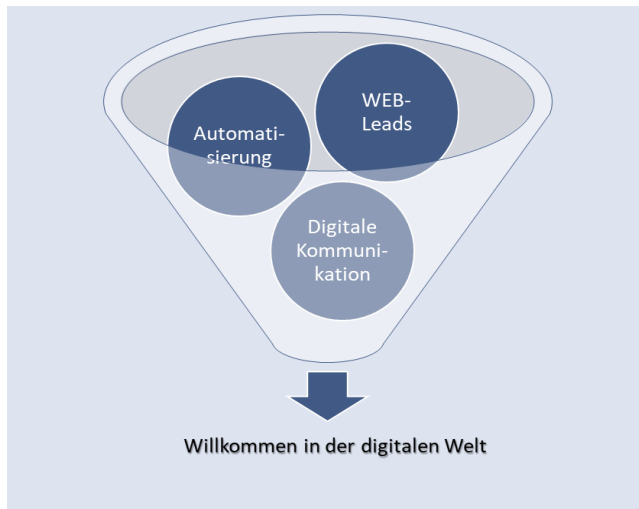 WEB-
Leads
Automati-
sierung
Digitale
Kommuni-
kation
Willkommen in der digitalen Welt